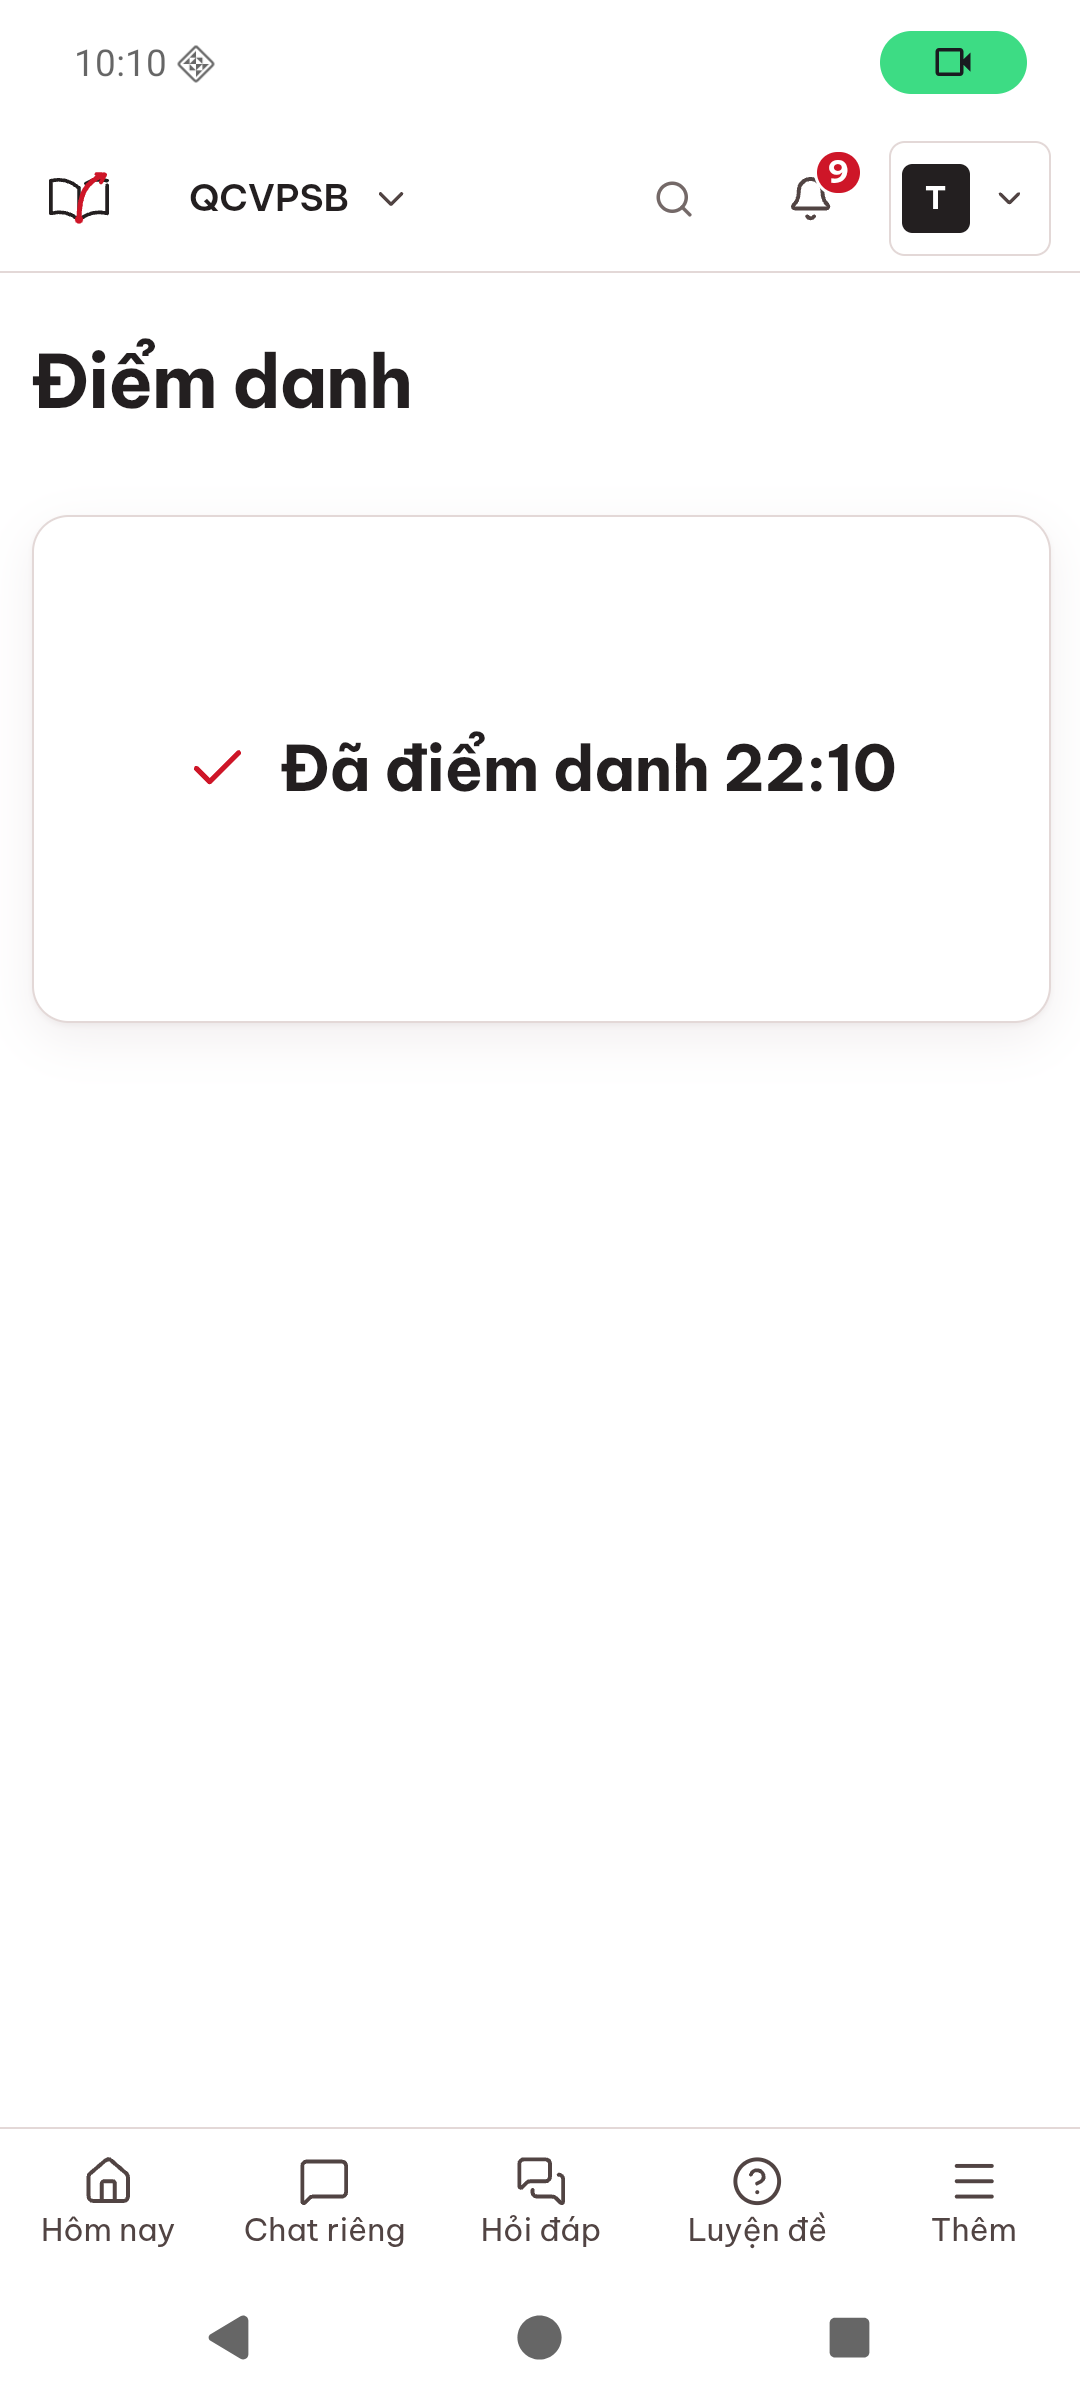 10:10
QCVPSB
9
T
Điểm danh
Đã điểm danh 22:10
Hôm nay
Chat riêng
Hỏi đáp
Luyện đề
Thêm